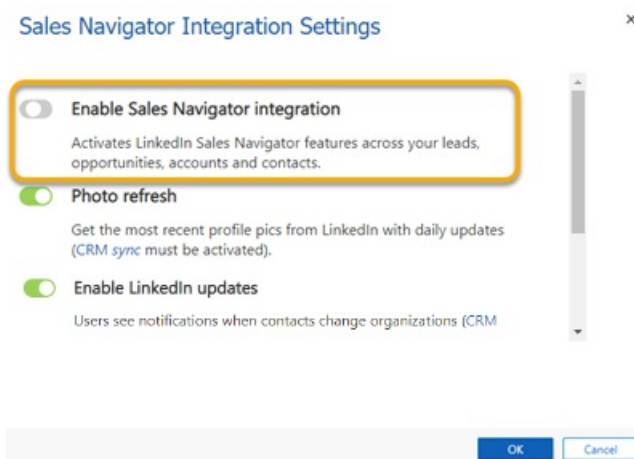 Sales Navigator Integration Settings
Enable Sales Navigator integration
Activates LinkedIn Sales Navigator features across your leads,
opportunities, accounts and contacts.
Photo refresh
Get the most recent profile pics from LinkedIn with daily updates
(CRM sync must be activated).
Enable LinkedIn updates
Users see notifications when contacts change organizations (CRM
OK Cancel